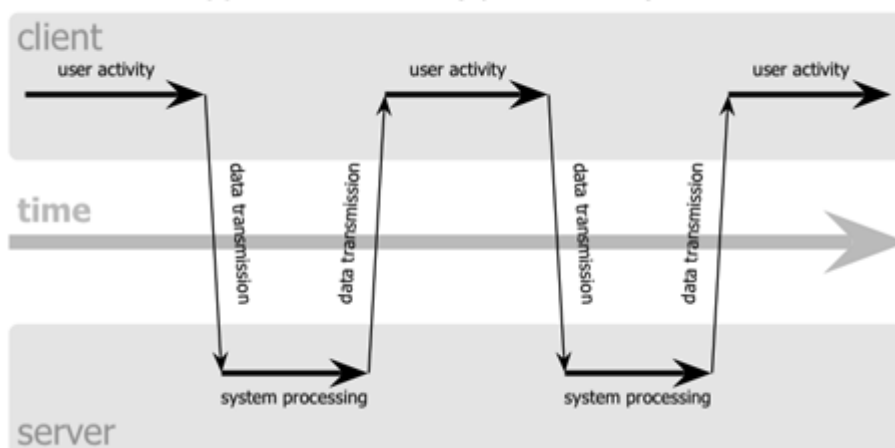 client
user activity
user activity
user activity
data transmission
data transmission
data transmission
data transmission
time
system processing
system processing
server